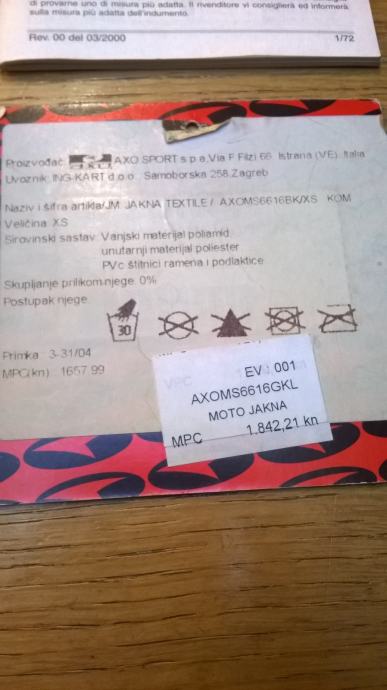 di provarne uno di misura più adatta. Il rivenditore vi consiglierà ed informerà
sulla misura più adatta dell'indumento.
Rev. 00 del 03/2000
1/72
Proizvođač: AXO SPORT s.p.a, Via F. Filzi 66, Istrana (VE), Italia
Uvoznik: ING-KART d.o.o., Samoborska 258, Zagreb
Naziv i šifra artikla/JM: JAKNA TEXTILE / AXOMS6616BK/XS KOM
Veličina: XS
Sirovinski sastav: Vanjski materijal poliamid
unutarnji materijal poliester
PVc štitnici ramena i podlaktice
Skupljanje prilikom njege: 0%
Postupak njege:
30
Primka: 3-31/04
MPC(kn): 1657.99
VPC
EV : 001
AXOMS6616GKL
MOTO JAKNA
MPC 1.842,21 kn